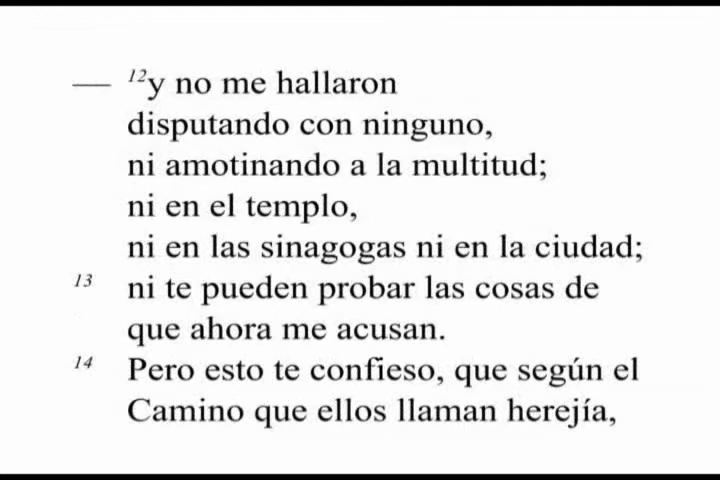 — 12y no me hallaron
disputando con ninguno,
ni amotinando a la multitud;
ni en el templo,
ni en las sinagogas ni en la ciudad;
13 ni te pueden probar las cosas de
que ahora me acusan.
14 Pero esto te confieso, que según el
Camino que ellos llaman herejía,